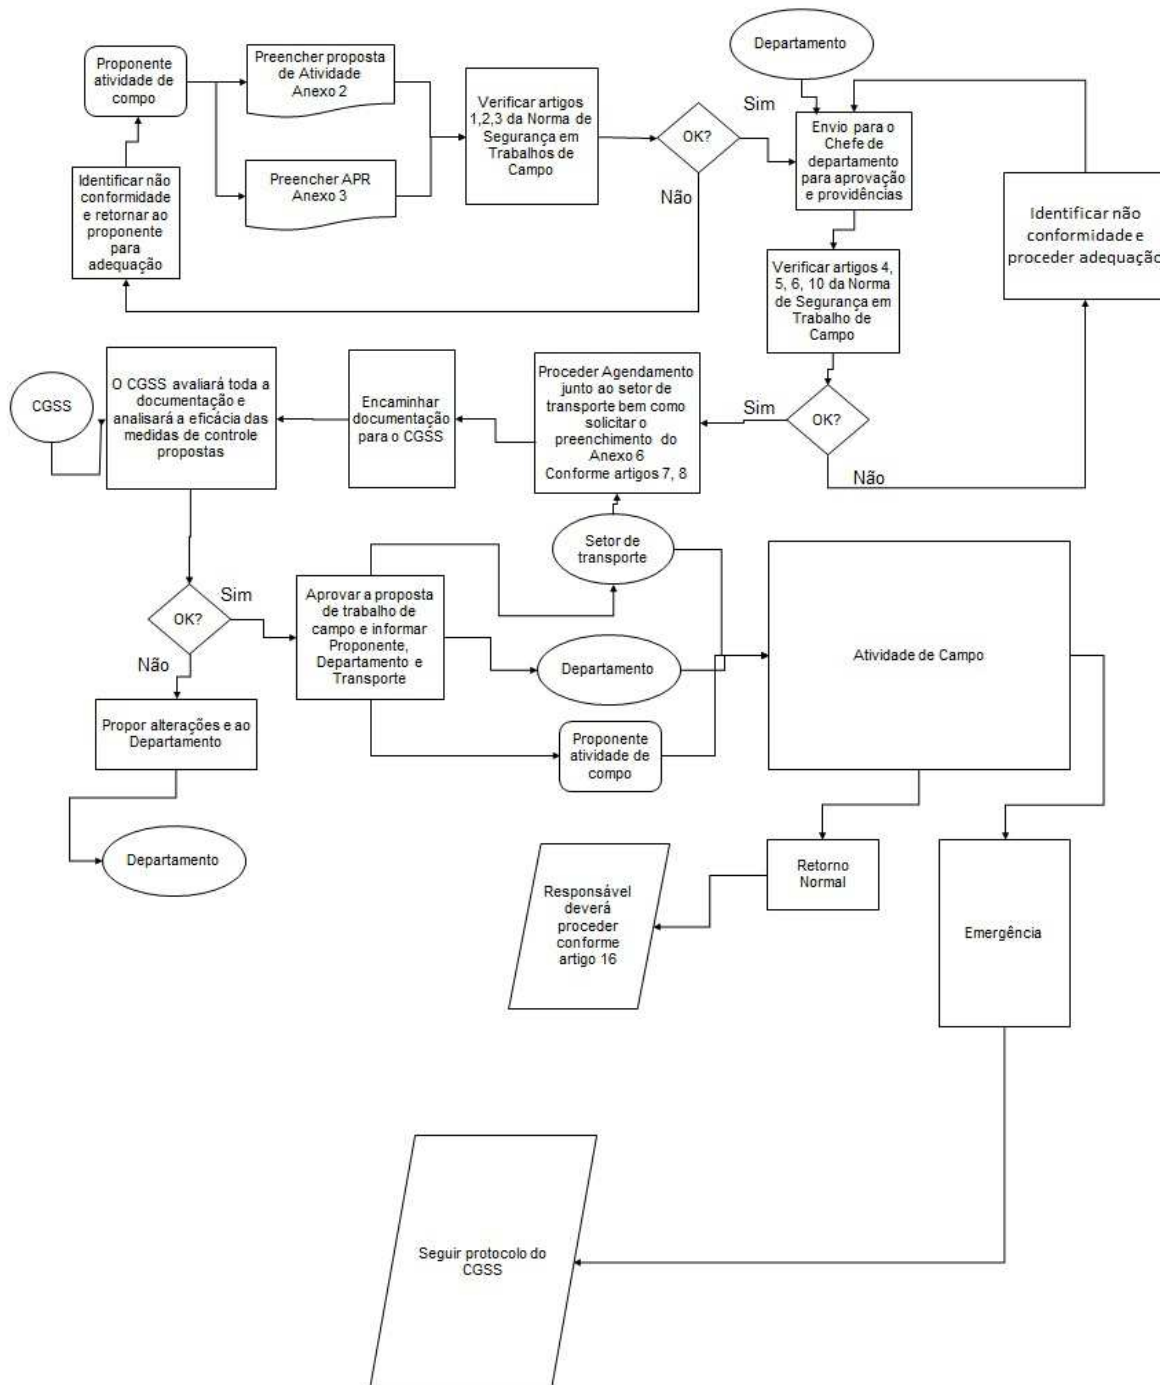 Proponente
atividade de
compo
Preencher proposta
de Atividade
Anexo 2
Preencher APR
Anexo 3
Identificar não
conformidade
e retornar ao
proponente
para
adequação
Verificar artigos
1,2,3 da Norma de
Segurança em
Trabalhos de
Campo
OK?
Sim
Não
Departamento
Envio para o
Chefe de
departamento
para aprovação
e providências
Identificar não
conformidade e
proceder adequação
Verificar artigos 4,
5, 6, 10 da Norma
de Segurança em
Trabalho de
Campo
OK?
Sim
Não
Proceder Agendamento
junto ao setor de
transporte bem como
solicitar o
preenchimento do
Anexo 6
Conforme artigos 7, 8
Encaminhar
documentação
para o CGSS
O CGSS avaliará toda a
documentação e
analisará a eficácia das
medidas de controle
propostas
CGSS
OK?
Sim
Não
Propor alterações e ao
Departamento
Departamento
Aprovar a proposta
de trabalho de
campo e informar
Proponente,
Departamento e
Transporte
Setor de
transporte
Departamento
Proponente
atividade de
compo
Atividade de Campo
Retorno
Normal
Responsável
deverá
proceder
conforme
artigo 16
Emergência
Seguir protocolo do
CGSS